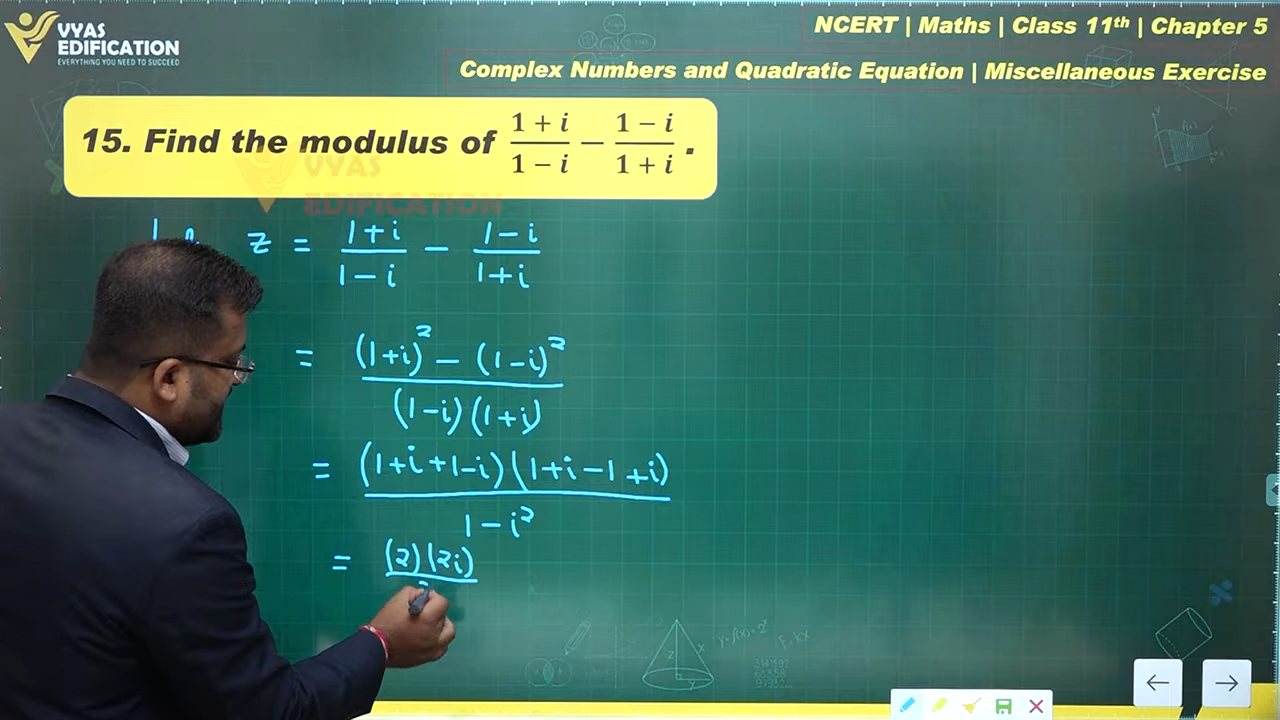 VYAS
EDIFICATION
EVERYTHING YOU NEED TO SUCCEED
NCERT | Maths | Class 11th | Chapter 5
Complex Numbers and Quadratic Equation | Miscellaneous Exercise
15. Find the modulus of (1 + i)/(1 − i) − (1 − i)/(1 + i).
VYAS
EDIFICATION
z = (1+i)/(1−i) − (1−i)/(1+i)
= ((1+i)² − (1−i)²)/((1−i)(1+i))
= ((1+i+1−i)(1+i−1+i))/(1−i²)
= (2)(2i)